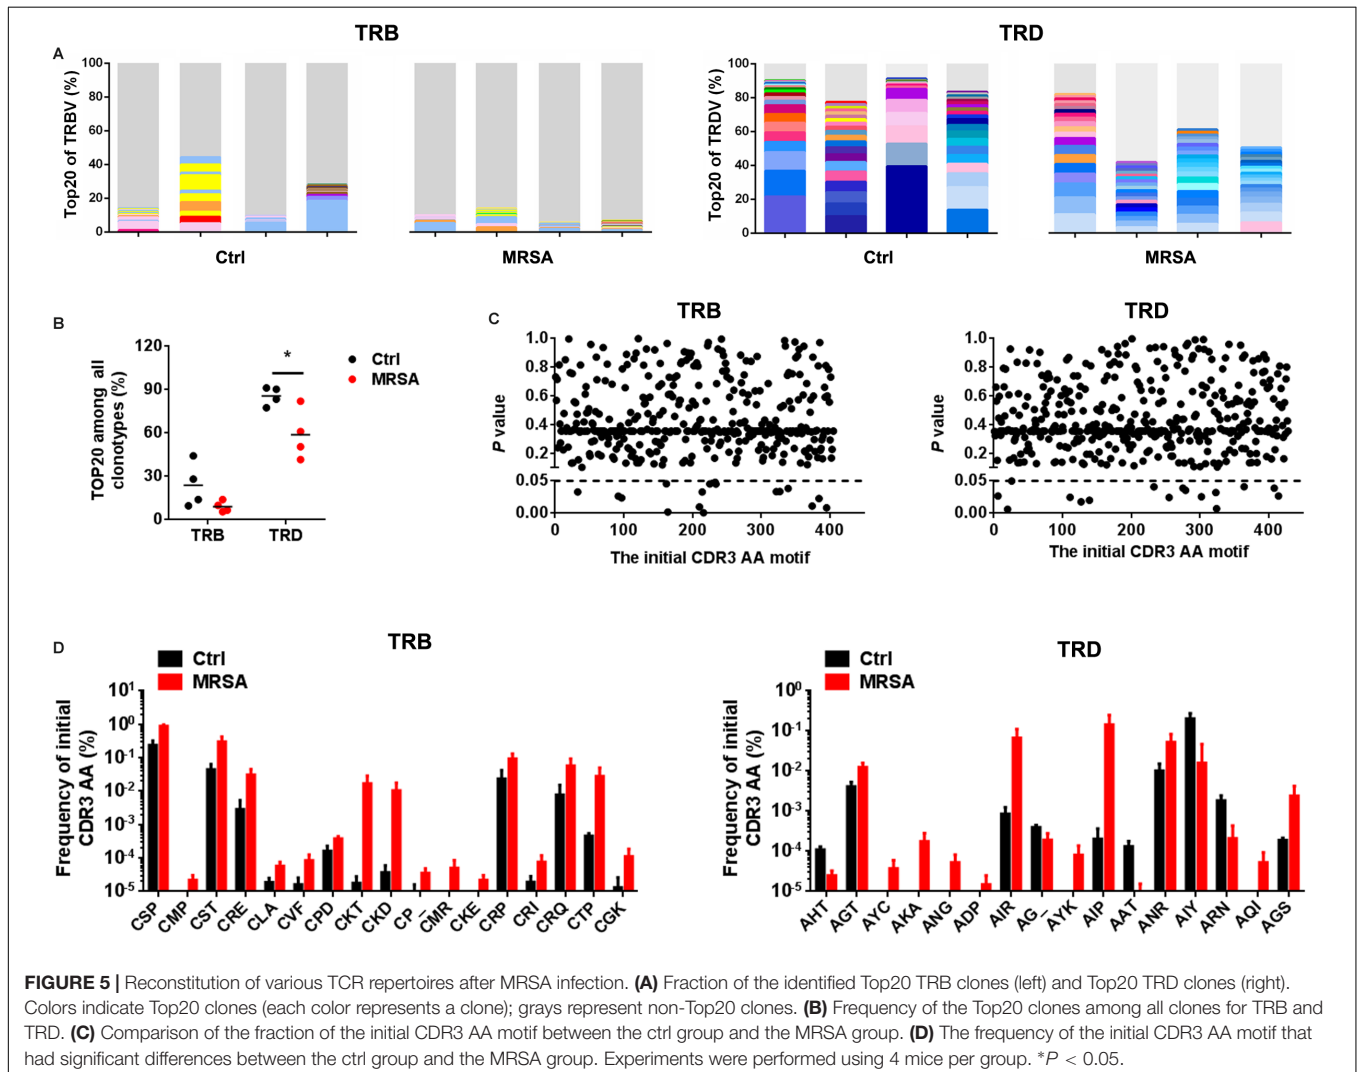 TRB
TRD
A
Top20 of TRBV (%)
100
80
60
40
20
0
Ctrl
MRSA
Top20 of TRDV (%)
100
80
60
40
20
0
Ctrl
MRSA
B
TOP20 among all
clonotypes (%)
120
90
60
30
0
*
Ctrl
MRSA
TRB
TRD
C
TRB
P value
1.0
0.8
0.6
0.4
0.2
0.05
0.00
0
100
200
300
400
The initial CDR3 AA motif
TRD
P value
1.0
0.8
0.6
0.4
0.2
0.05
0.00
0
100
200
300
400
The initial CDR3 AA motif
D
TRB
Ctrl
MRSA
Frequency of initial
CDR3 AA (%)
10¹
10⁰
10⁻¹
10⁻²
10⁻³
10⁻⁴
10⁻⁵
CSP
CMP
CST
CRE
CLA
CVF
CPD
CKT
CKD
CP_
CMR
CKE
CRP
CRI
CRQ
CTP
CGK
TRD
Ctrl
MRSA
Frequency of initial
CDR3 AA (%)
10⁰
10⁻¹
10⁻²
10⁻³
10⁻⁴
10⁻⁵
AHT
AGT
AYC
AKA
ANG
ADP
AIR
AG_
AYK
AIP
AAT
ANR
AIY
ARN
AQI
AGS
FIGURE 5 | Reconstitution of various TCR repertoires after MRSA infection. (A) Fraction of the identified Top20 TRB clones (left) and Top20 TRD clones (right).
Colors indicate Top20 clones (each color represents a clone); grays represent non-Top20 clones. (B) Frequency of the Top20 clones among all clones for TRB and
TRD. (C) Comparison of the fraction of the initial CDR3 AA motif between the ctrl group and the MRSA group. (D) The frequency of the initial CDR3 AA motif that
had significant differences between the ctrl group and the MRSA group. Experiments were performed using 4 mice per group. *P < 0.05.